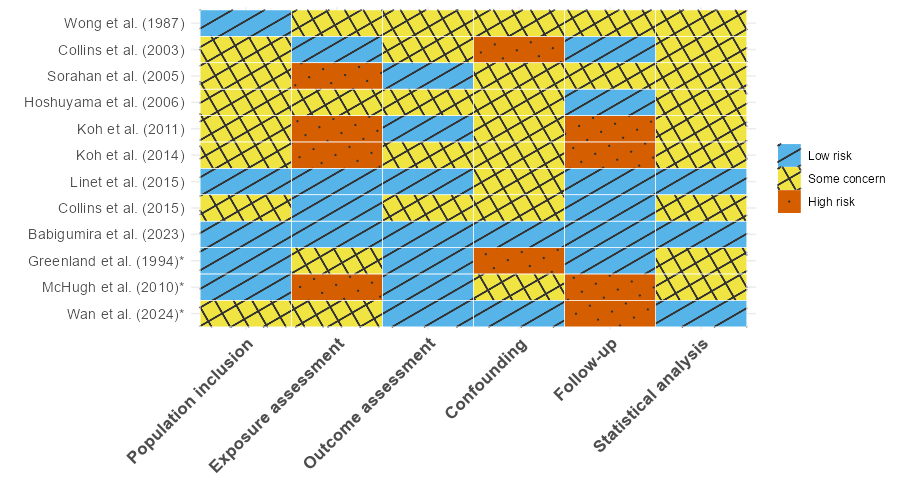 Wong et al. (1987)
Collins et al. (2003)
Sorahan et al. (2005)
Hoshuyama et al. (2006)
Koh et al. (2011)
Koh et al. (2014)
Linet et al. (2015)
Collins et al. (2015)
Babigumira et al. (2023)
Greenland et al. (1994)*
McHugh et al. (2010)*
Wan et al. (2024)*
Population inclusion
Exposure assessment
Outcome assessment
Confounding
Follow-up
Statistical analysis
Low risk
Some concern
High risk